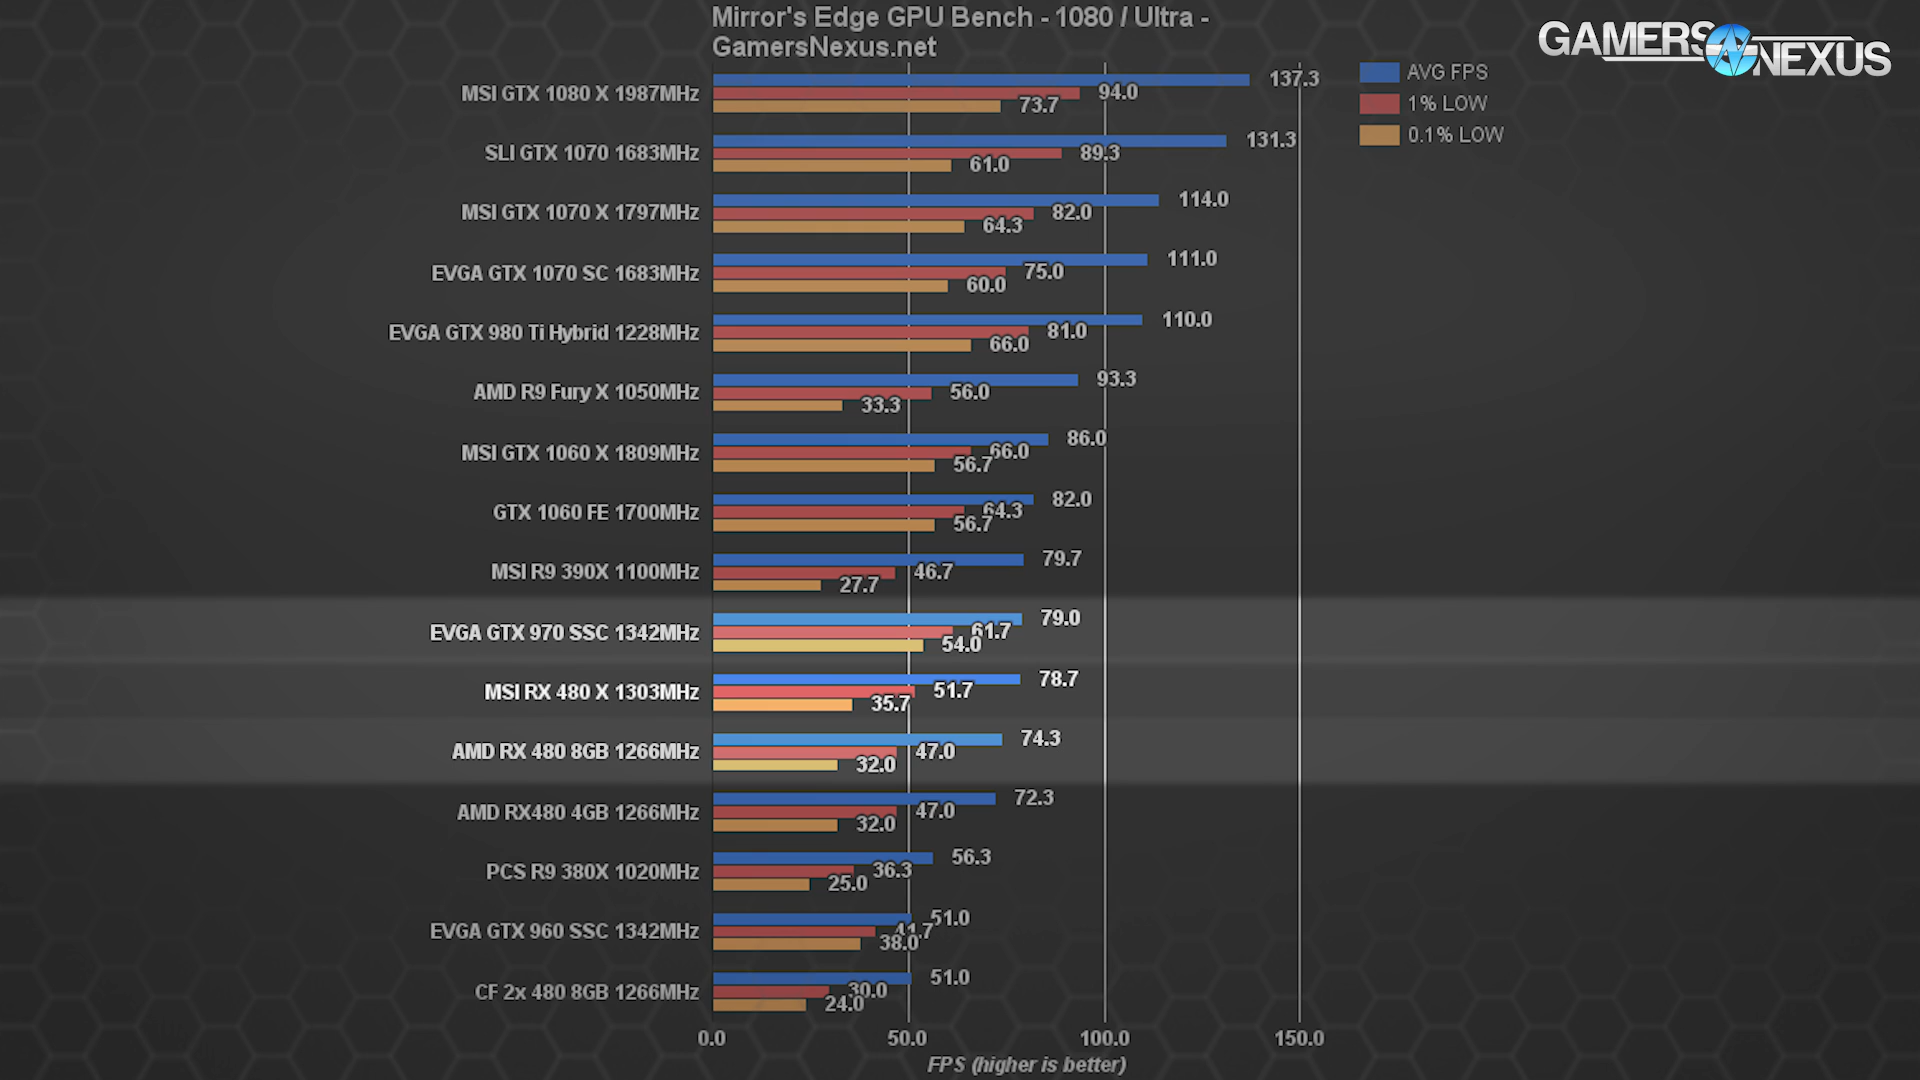 Mirror's Edge GPU Bench - 1080 / Ultra -
GamersNexus.net
GAMERS NEXUS
AVG FPS
1% LOW
0.1% LOW
MSI GTX 1080 X 1987MHz
137.3
94.0
73.7
SLI GTX 1070 1683MHz
131.3
89.3
61.0
MSI GTX 1070 X 1797MHz
114.0
82.0
64.3
EVGA GTX 1070 SC 1683MHz
111.0
75.0
60.0
EVGA GTX 980 Ti Hybrid 1228MHz
110.0
81.0
66.0
AMD R9 Fury X 1050MHz
93.3
56.0
33.3
MSI GTX 1060 X 1809MHz
86.0
66.0
56.7
GTX 1060 FE 1700MHz
82.0
64.3
56.7
MSI R9 390X 1100MHz
79.7
46.7
27.7
EVGA GTX 970 SSC 1342MHz
79.0
61.7
54.0
MSI RX 480 X 1303MHz
78.7
51.7
35.7
AMD RX 480 8GB 1266MHz
74.3
47.0
32.0
AMD RX480 4GB 1266MHz
72.3
47.0
32.0
PCS R9 380X 1020MHz
56.3
36.3
25.0
EVGA GTX 960 SSC 1342MHz
51.0
41.7
38.0
CF 2x 480 8GB 1266MHz
51.0
30.0
24.0
0.0 50.0 100.0 150.0
FPS (higher is better)